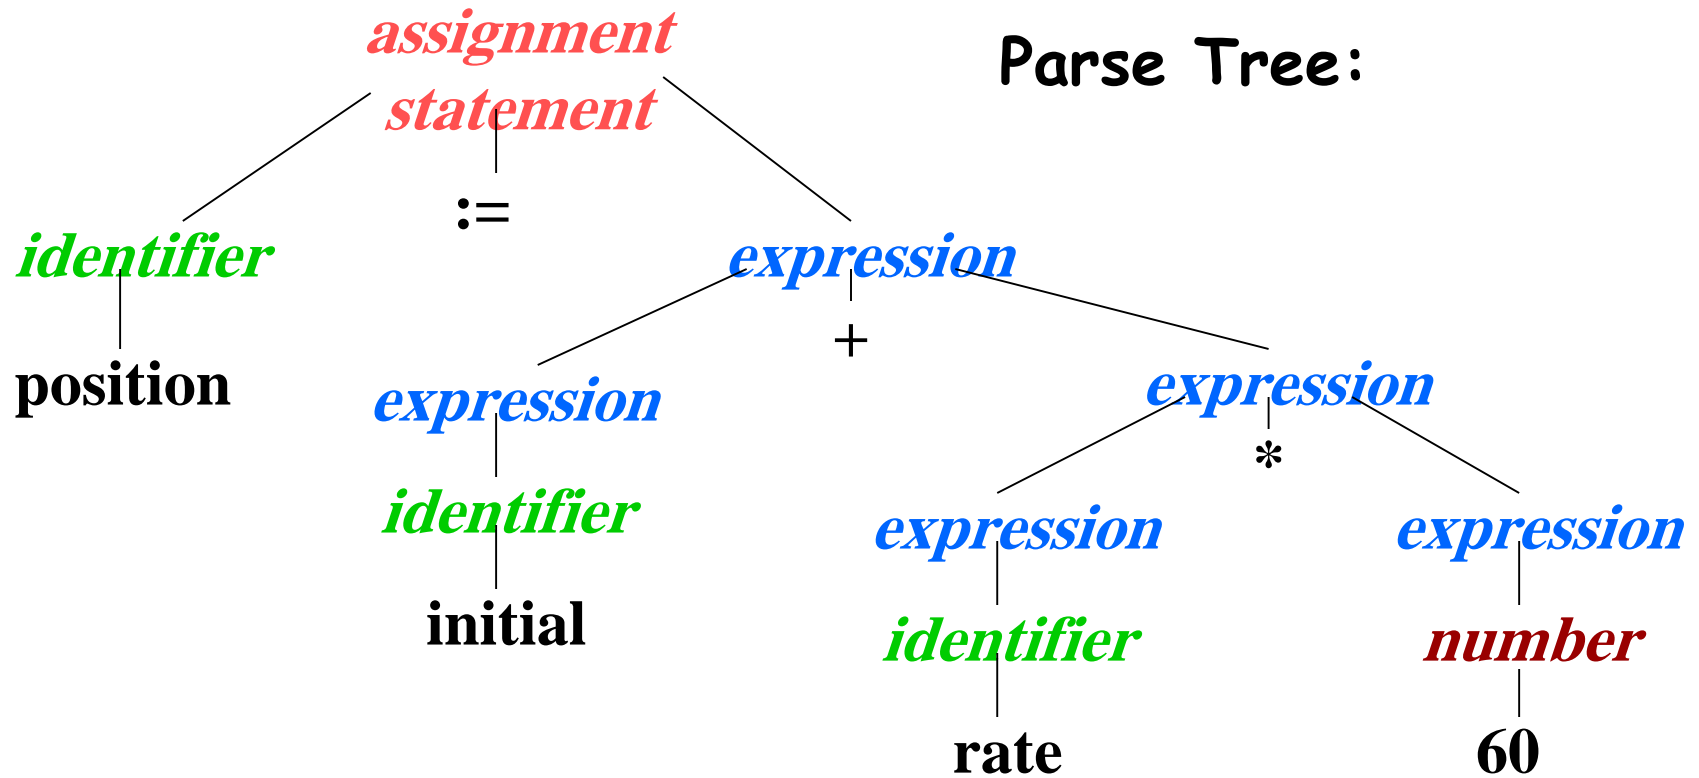 assignment
statement
Parse Tree:
:=
identifier
expression
+
position
expression
expression
*
identifier
expression
expression
initial
identifier
number
rate
60